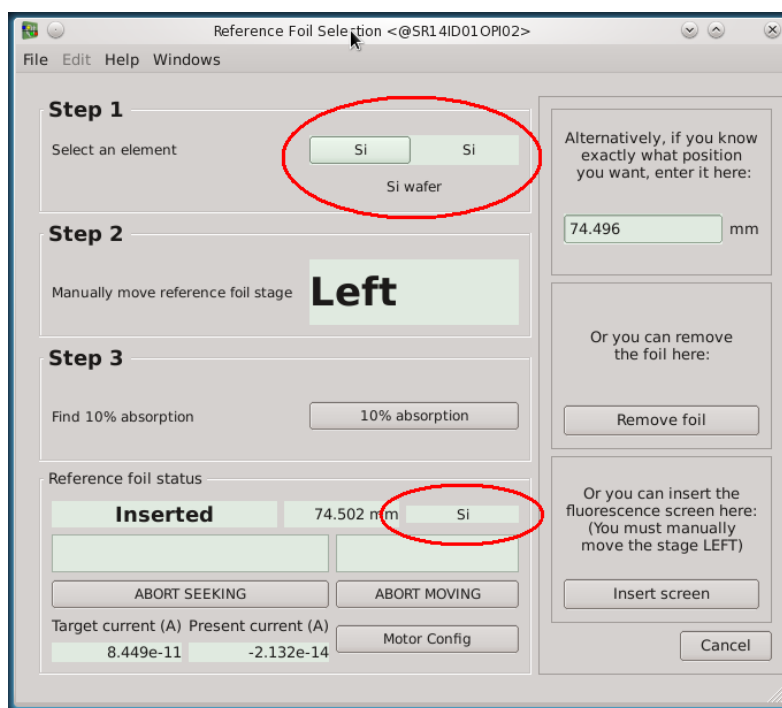 Reference Foil Selection <@SR14ID01OPI02>
File Edit Help Windows
Step 1
Select an element
Si
Si
Si wafer
Step 2
Manually move reference foil stage
Left
Step 3
Find 10% absorption
10% absorption
Reference foil status
Inserted
74.502 mm
Si
ABORT SEEKING
ABORT MOVING
Target current (A)
Present current (A)
8.449e-11
-2.132e-14
Motor Config
Alternatively, if you know
exactly what position
you want, enter it here:
74.496
mm
Or you can remove
the foil here:
Remove foil
Or you can insert the
fluorescence screen here:
(You must manually
move the stage LEFT)
Insert screen
Cancel